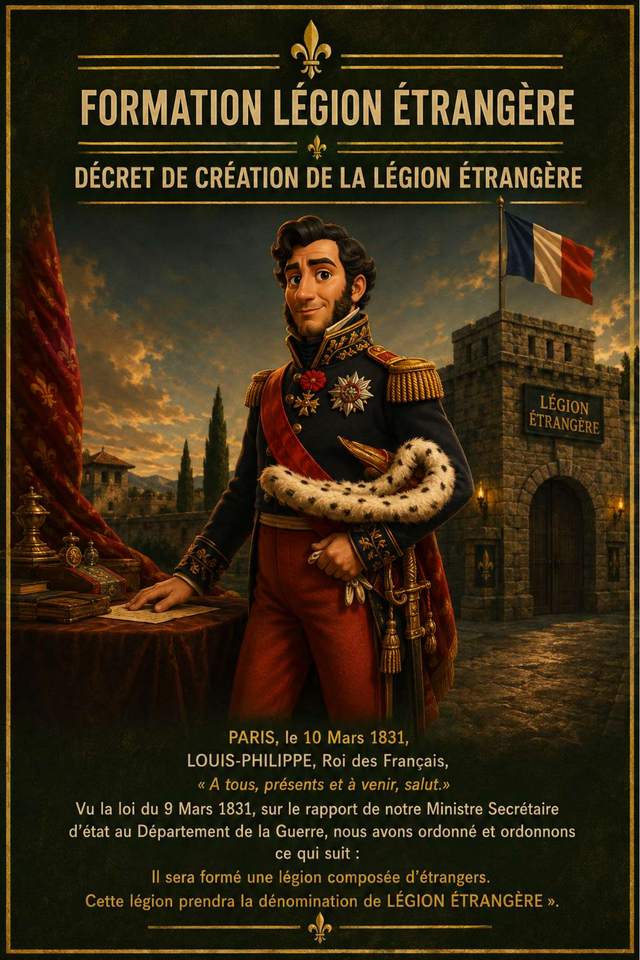 FORMATION LÉGION ÉTRANGÈRE
DÉCRET DE CRÉATION DE LA LÉGION ÉTRANGÈRE
LÉGION
ÉTRANGÈRE
PARIS, le 10 Mars 1831,
LOUIS-PHILIPPE, Roi des Français,
« A tous, présents et à venir, salut.»
Vu la loi du 9 Mars 1831, sur le rapport de notre Ministre Secrétaire
d’état au Département de la Guerre, nous avons ordonné et ordonnons
ce qui suit :
Il sera formé une légion composée d’étrangers.
Cette légion prendra la dénomination de LÉGION ÉTRANGÈRE ».